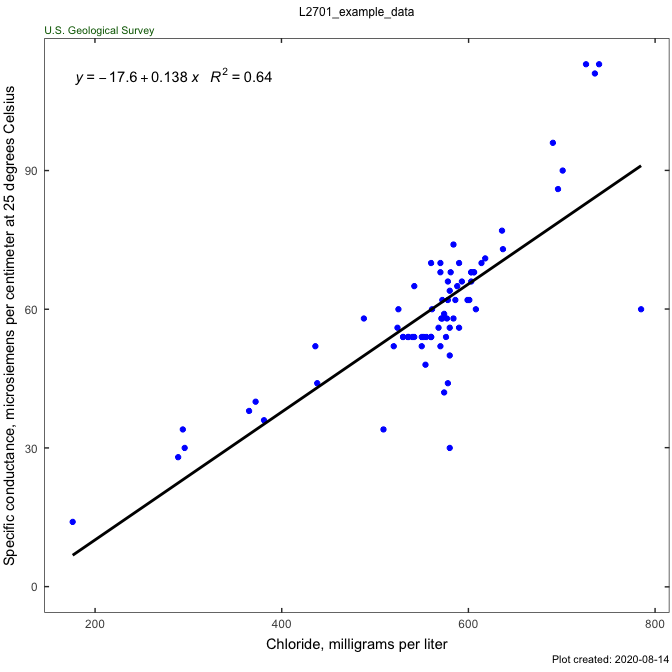 L2701_example_data
U.S. Geological Survey
y = − 17.6 + 0.138 x R² = 0.64
Specific conductance, microsiemens per centimeter at 25 degrees Celsius
90
60
30
0
200 400 600 800
Chloride, milligrams per liter
Plot created: 2020-08-14